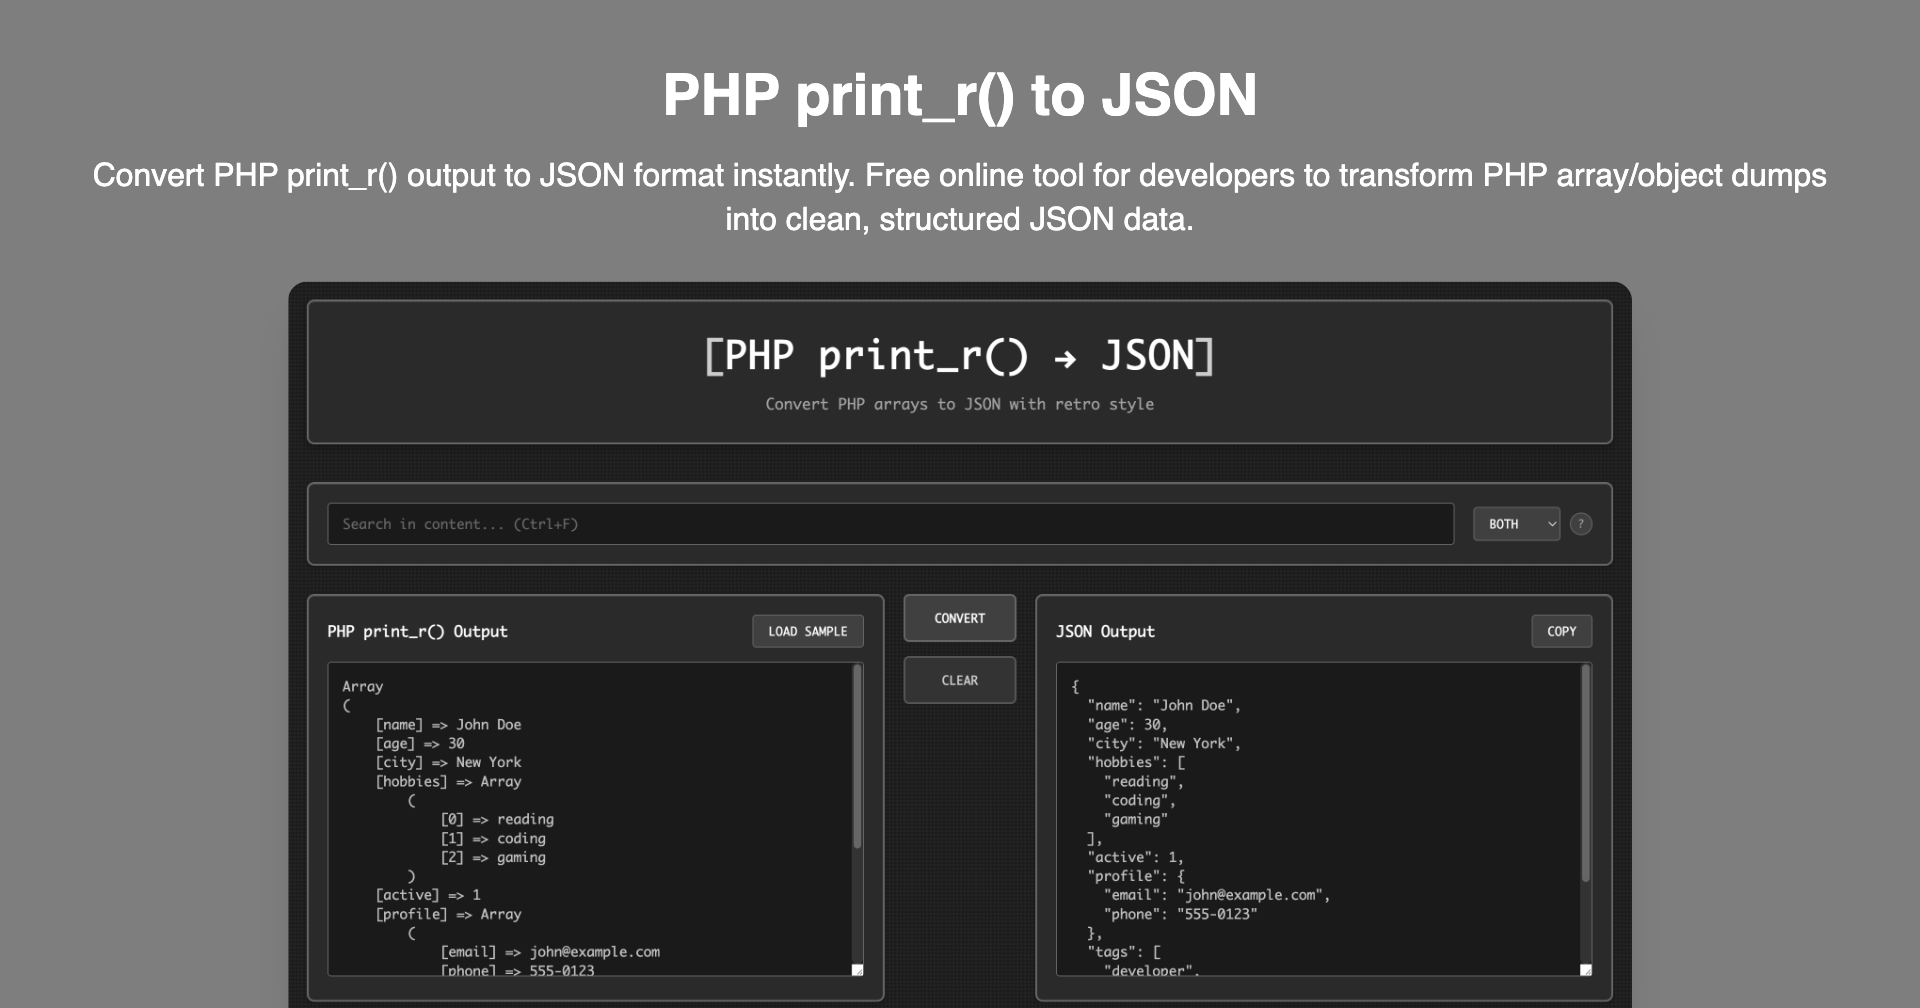 PHP print_r() to JSON
Convert PHP print_r() output to JSON format instantly. Free online tool for developers to transform PHP array/object dumps
into clean, structured JSON data.
[PHP print_r() → JSON]
Convert PHP arrays to JSON with retro style
Search in content... (Ctrl+F)
BOTH
?
PHP print_r() Output
LOAD SAMPLE
Array
(
    [name] => John Doe
    [age] => 30
    [city] => New York
    [hobbies] => Array
        (
            [0] => reading
            [1] => coding
            [2] => gaming
        )
    [active] => 1
    [profile] => Array
        (
            [email] => john@example.com
            [phone] => 555-0123
CONVERT
CLEAR
JSON Output
COPY
{
  "name": "John Doe",
  "age": 30,
  "city": "New York",
  "hobbies": [
    "reading",
    "coding",
    "gaming"
  ],
  "active": 1,
  "profile": {
    "email": "john@example.com",
    "phone": "555-0123"
  },
  "tags": [
    "developer",